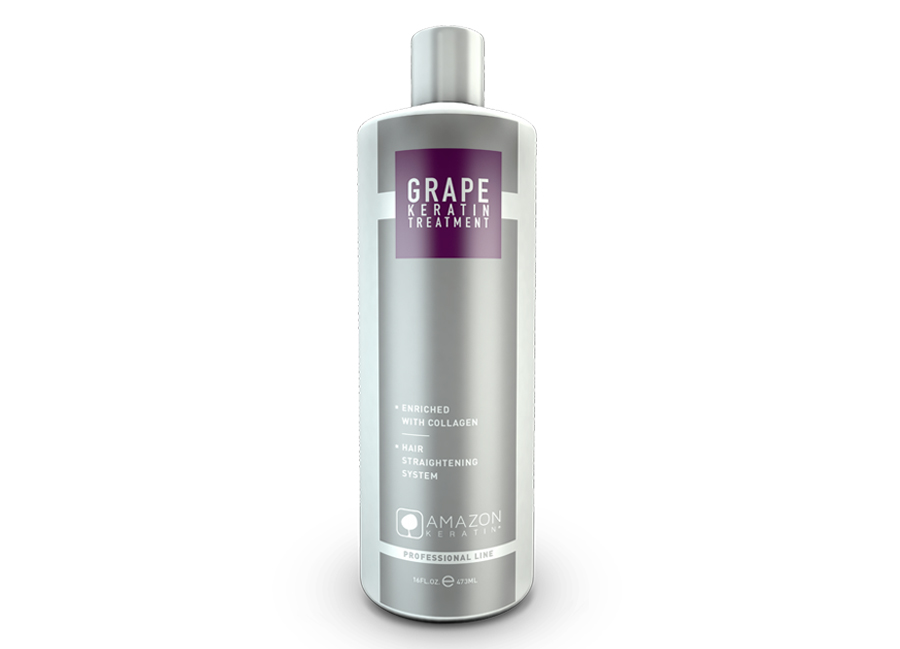 GRAPE
KERATIN
TREATMENT
• ENRICHED
WITH COLLAGEN
• HAIR
STRAIGHTENING
SYSTEM
AMAZON
KERATIN
PROFESSIONAL LINE
16FL.OZ. ℮ 473ML